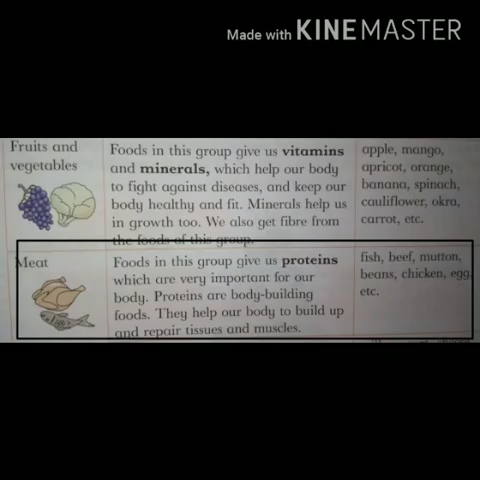 Made with KINEMASTER
Fruits and
vegetables
Foods in this group give us vitamins
and minerals, which help our body
to fight against diseases, and keep our
body healthy and fit. Minerals help us
in growth too. We also get fibre from
the foods of this group.
apple, mango,
apricot, orange,
banana, spinach,
cauliflower, okra,
carrot, etc.
Meat
Foods in this group give us proteins
which are very important for our
body. Proteins are body-building
foods. They help our body to build up
and repair tissues and muscles.
fish, beef, mutton,
beans, chicken, egg,
etc.